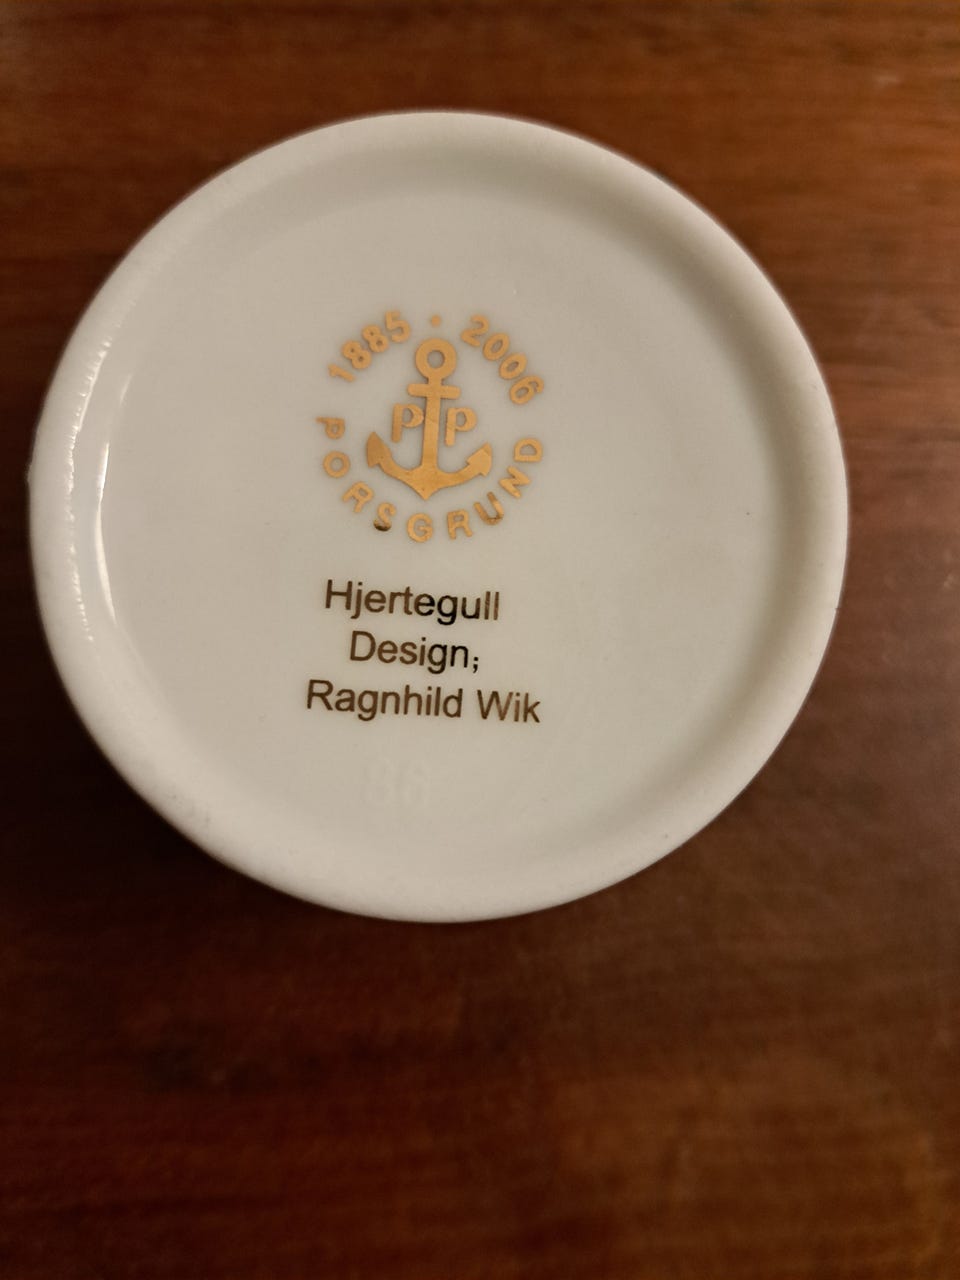 1885 · 2006
PP
PORSGRUND
Hjertegull
Design;
Ragnhild Wik